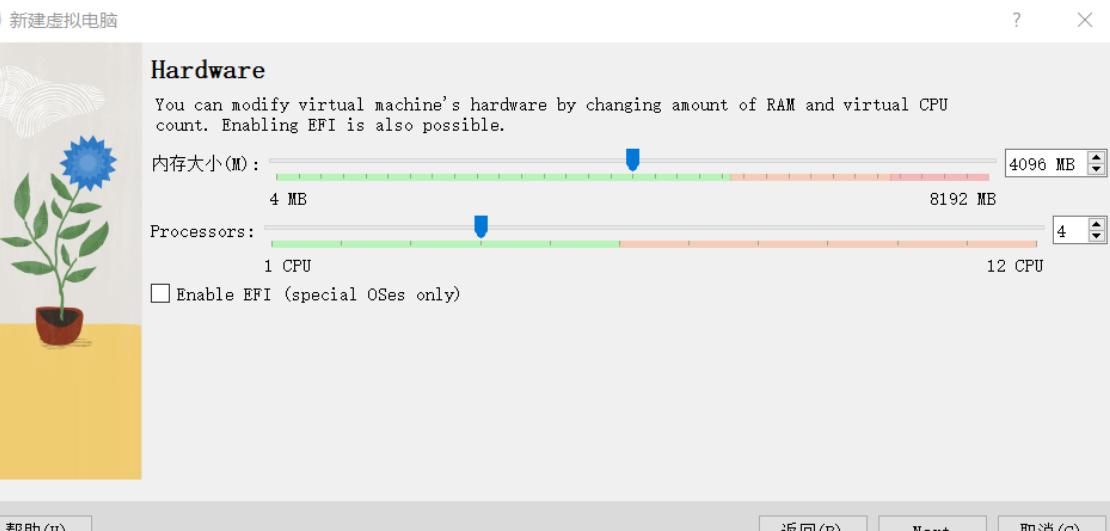 新建虚拟电脑
Hardware
You can modify virtual machine's hardware by changing amount of RAM and virtual CPU
count. Enabling EFI is also possible.
内存大小(M): 4096 MB
4 MB 8192 MB
Processors: 4
1 CPU 12 CPU
Enable EFI (special OSes only)
帮助(H) 返回(B) Next 取消(C)